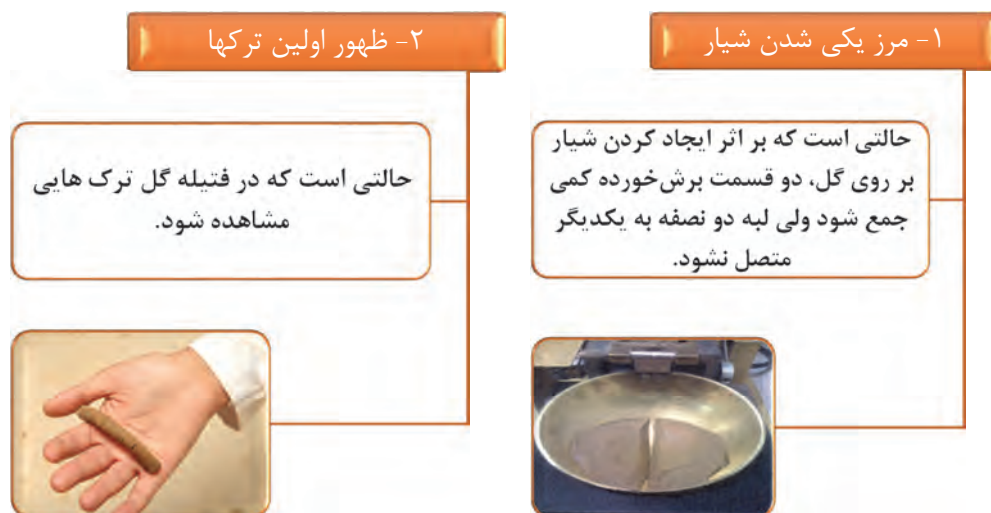 ۱- مرز یکی شدن شیار
حالتی است که بر اثر ایجاد کردن شیار
بر روی گل، دو قسمت برش‌خورده کمی
جمع شود ولی لبه دو نصفه به یکدیگر
متصل نشود.
۲- ظهور اولین ترکها
حالتی است که در فتیله گل ترک هایی
مشاهده شود.